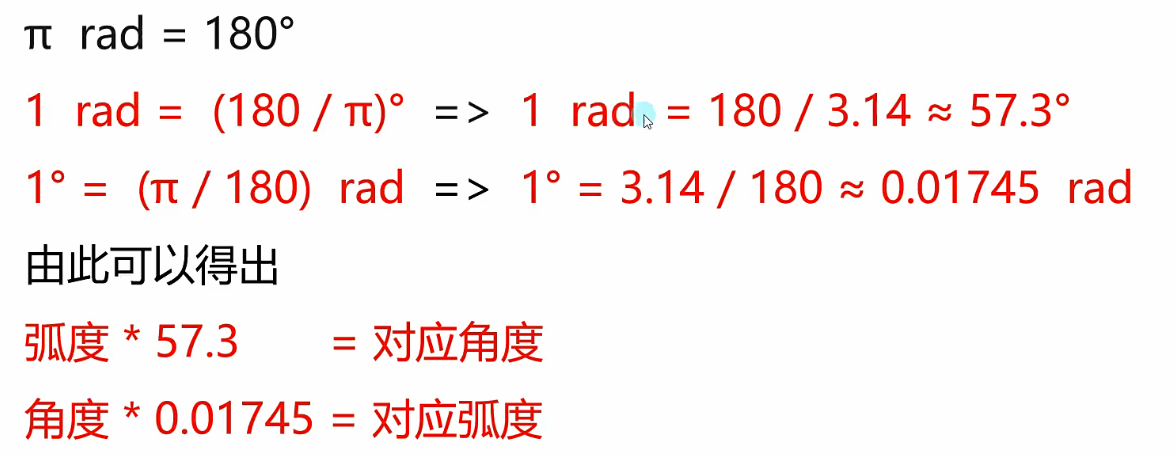 π rad = 180°
1 rad = (180 / π)° => 1 rad = 180 / 3.14 ≈ 57.3°
1° = (π / 180) rad => 1° = 3.14 / 180 ≈ 0.01745 rad
由此可以得出
弧度 * 57.3 = 对应角度
角度 * 0.01745 = 对应弧度